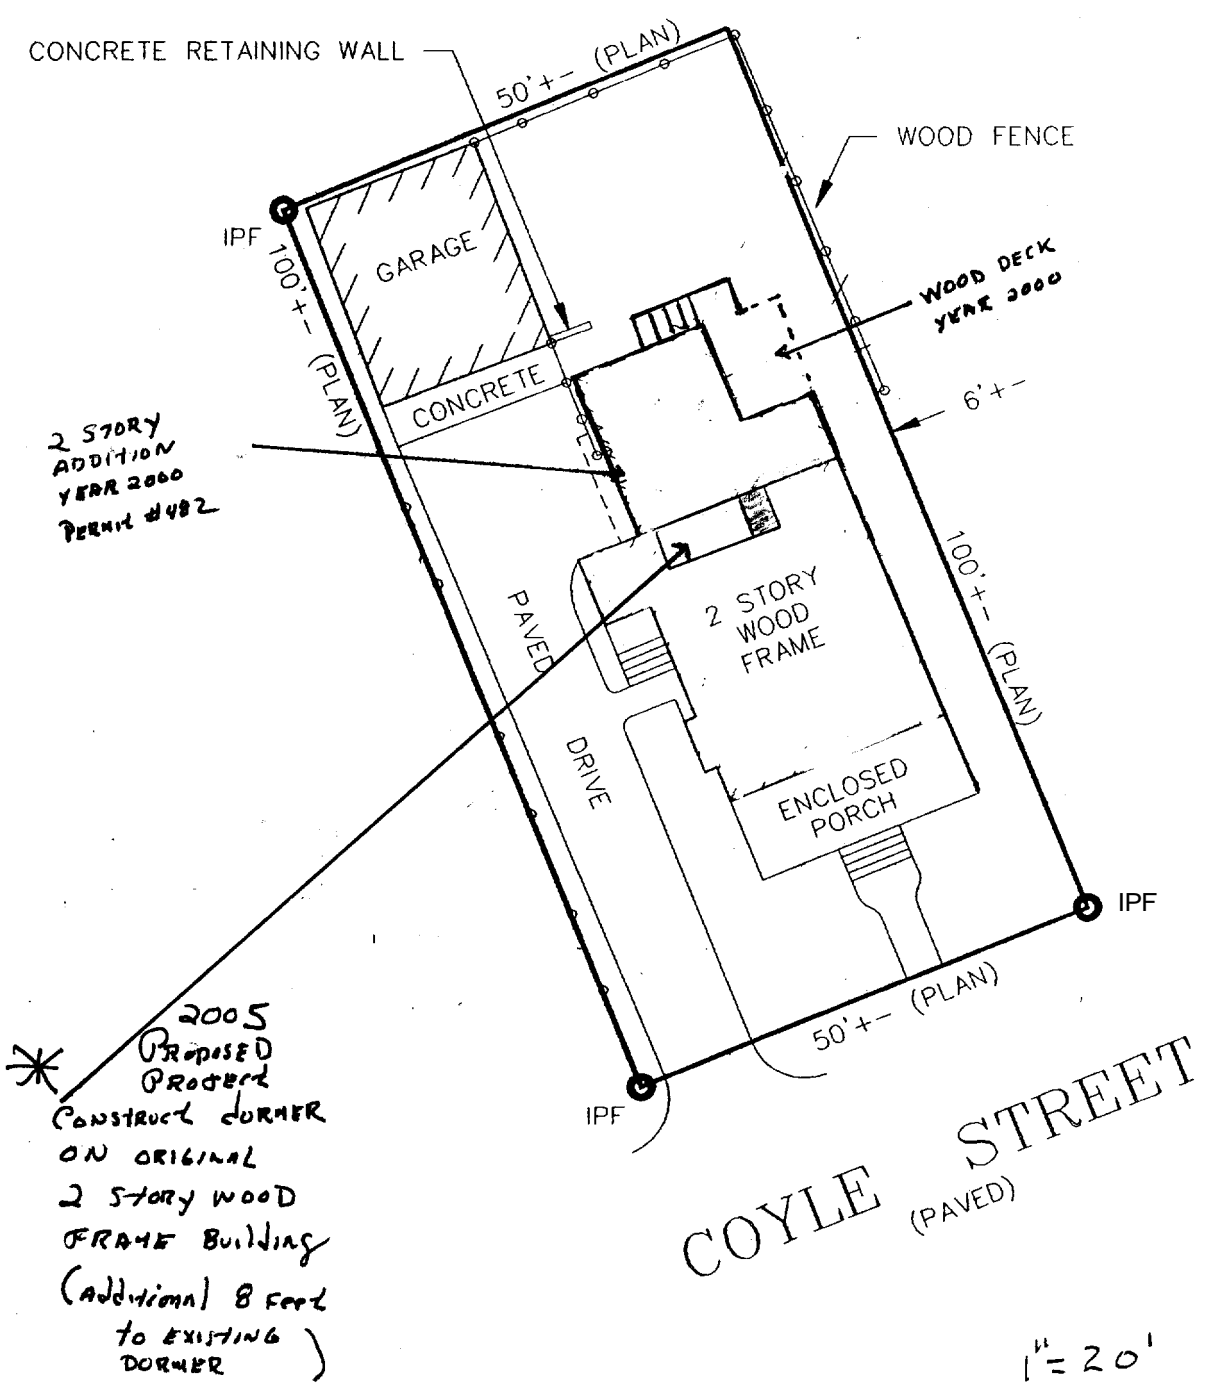 CONCRETE RETAINING WALL
50'+- (PLAN)
WOOD FENCE
IPF
100'+- (PLAN)
GARAGE
WOOD DECK
YEAR 2000
CONCRETE
6'+-
2 STORY
ADDITION
YEAR 2000
PERMIT #482
100'+- (PLAN)
PAVED
DRIVE
2 STORY
WOOD
FRAME
ENCLOSED
PORCH
IPF
50'+- (PLAN)
IPF
COYLE STREET
(PAVED)
2005
PROPOSED
PROJECT
CONSTRUCT DORMER
ON ORIGINAL
2 STORY WOOD
FRAME Building
(Additional 8 Feet
to EXISTING
DORMER)
1"=20'